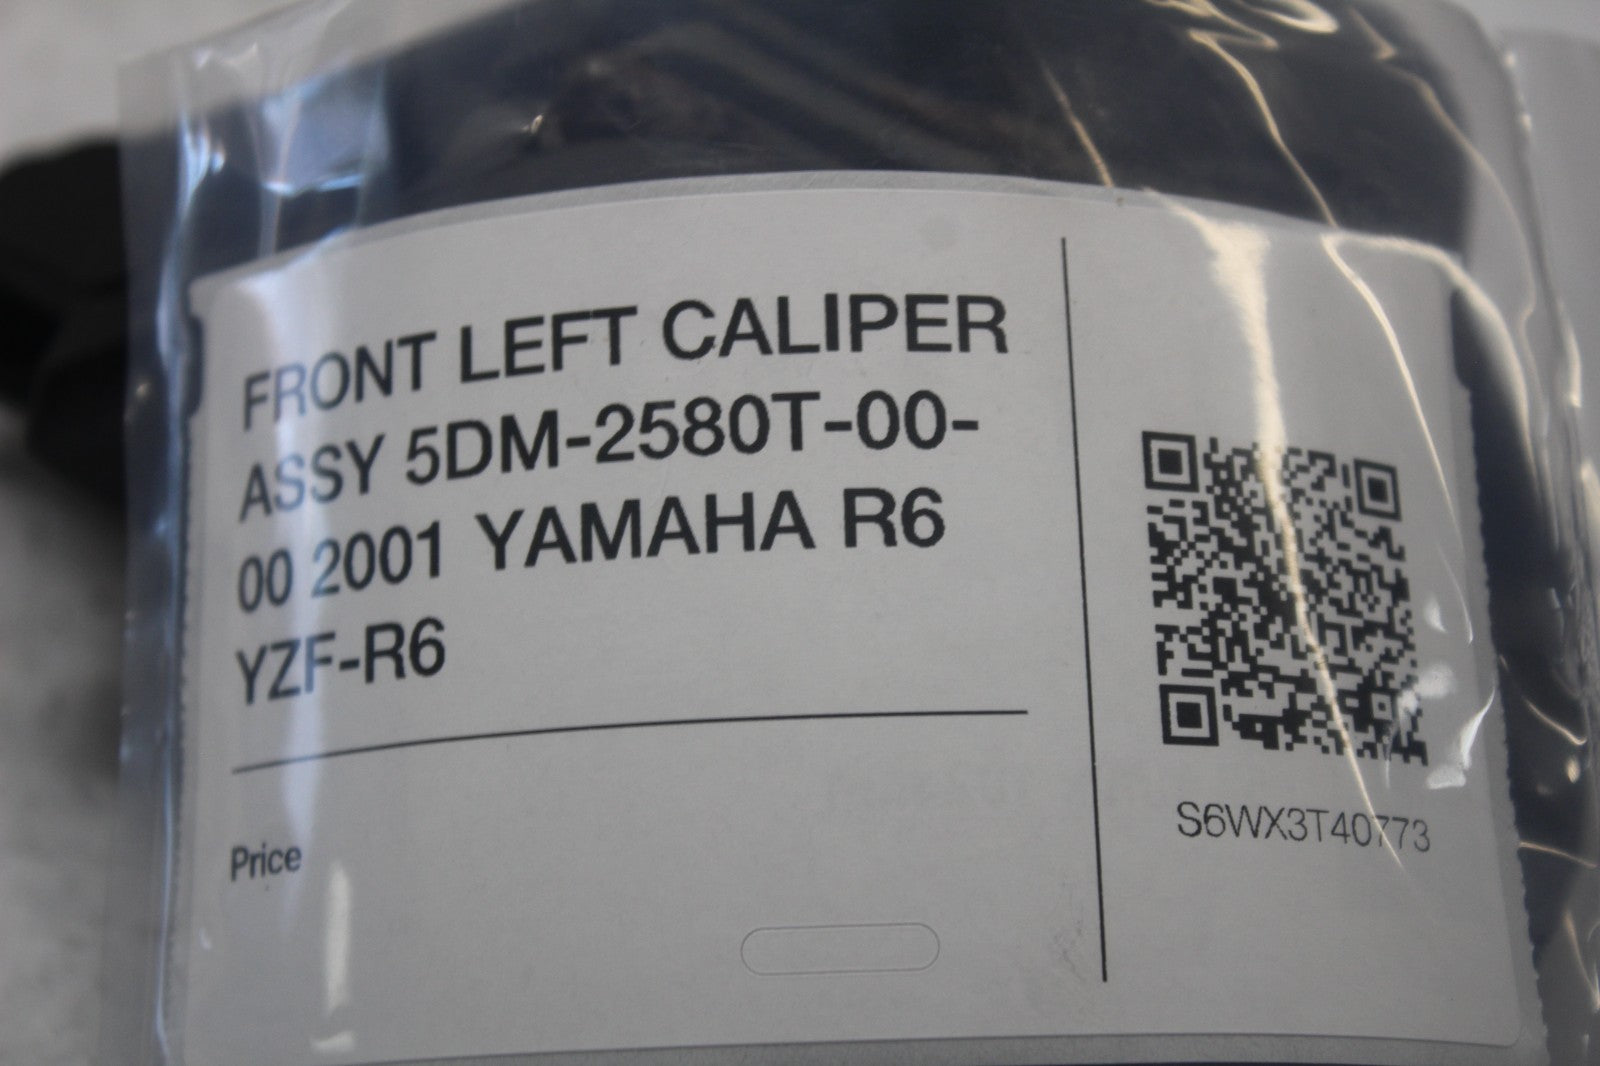 FRONT LEFT CALIPER
ASSY 5DM-2580T-00-
00 2001 YAMAHA R6
YZF-R6
Price
S6WX3T40773